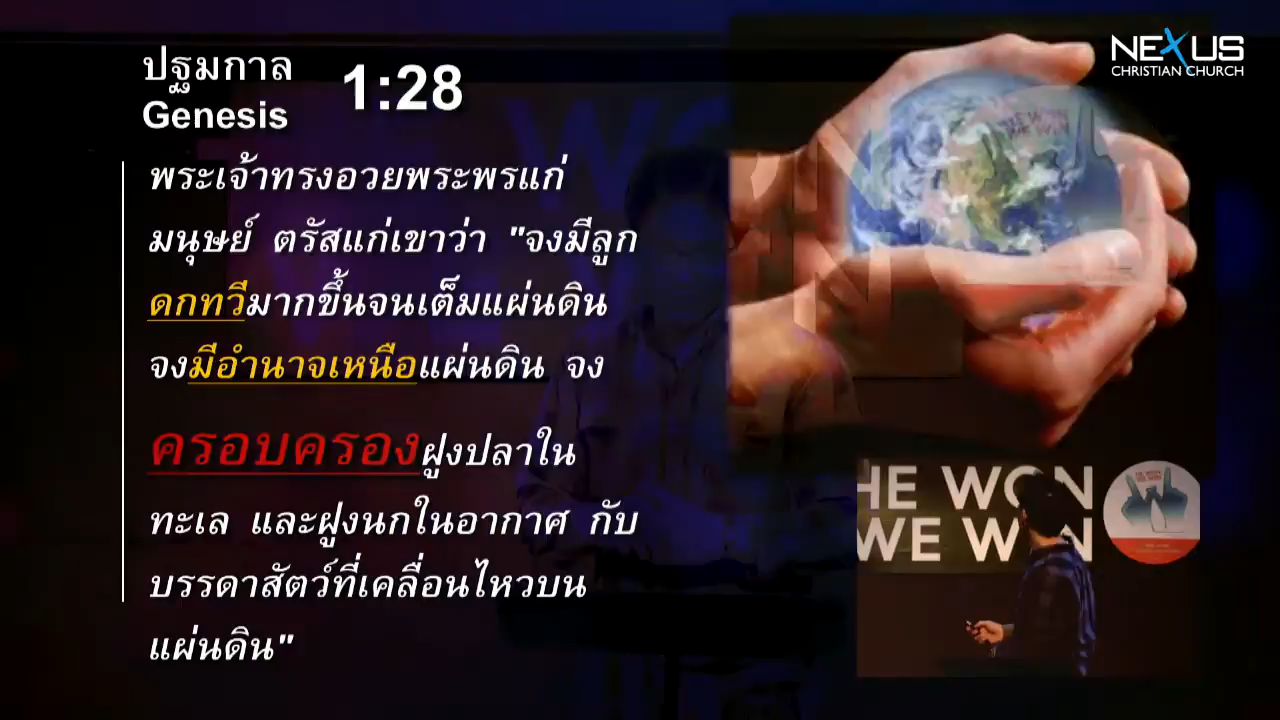 ปฐมกาล
Genesis
1:28
พระเจ้าทรงอวยพระพรแก่
มนุษย์ ตรัสแก่เขาว่า "จงมีลูก
ดกทวีมากขึ้นจนเต็มแผ่นดิน
จงมีอำนาจเหนือแผ่นดิน จง
ครอบครองฝูงปลาใน
ทะเล และฝูงนกในอากาศ กับ
บรรดาสัตว์ที่เคลื่อนไหวบน
แผ่นดิน"
NEXUS
CHRISTIAN CHURCH
HE WON
WE WON